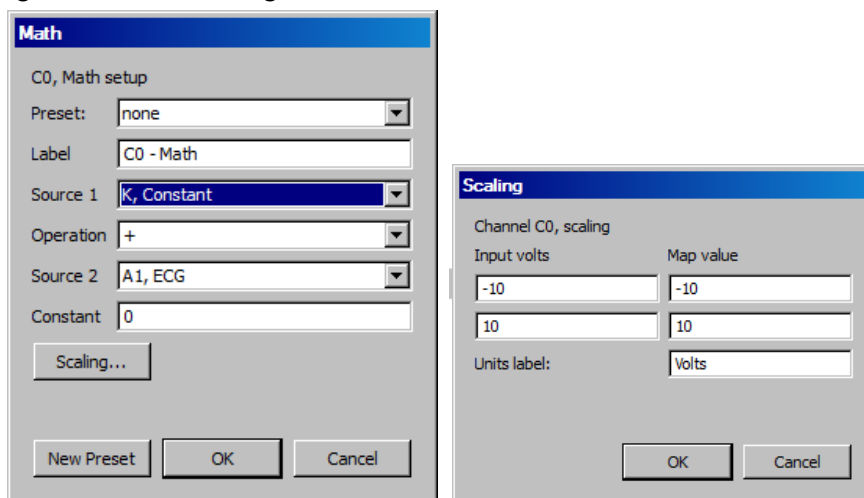 Math
C0, Math setup
Preset: none
Label C0 - Math
Source 1 K, Constant
Operation +
Source 2 A1, ECG
Constant 0
Scaling...
New Preset OK Cancel
Scaling
Channel C0, scaling
Input volts Map value
-10 -10
10 10
Units label: Volts
OK Cancel